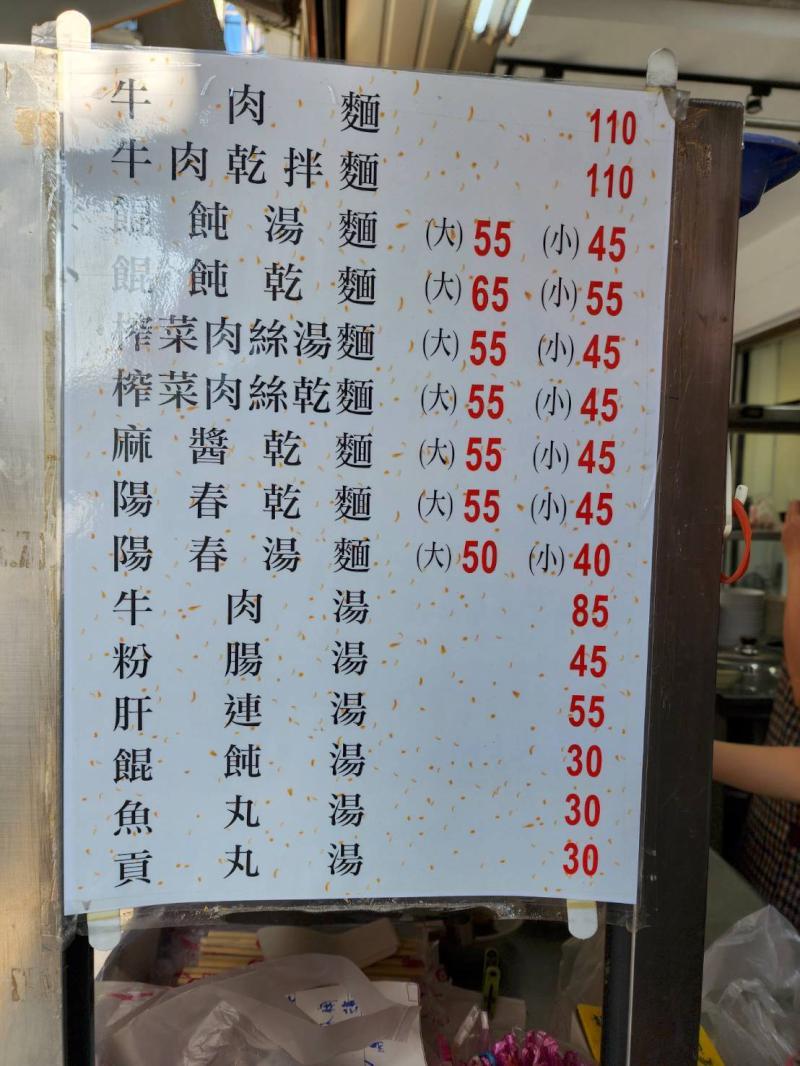 牛肉麵 110
牛肉乾拌麵 110
餛飩湯麵 (大) 55 (小) 45
餛飩乾麵 (大) 65 (小) 55
榨菜肉絲湯麵 (大) 55 (小) 45
榨菜肉絲乾麵 (大) 55 (小) 45
麻醬乾麵 (大) 55 (小) 45
陽春乾麵 (大) 55 (小) 45
陽春湯麵 (大) 50 (小) 40
牛肉湯 85
粉腸湯 45
肝連湯 55
餛飩湯 30
魚丸湯 30
貢丸湯 30